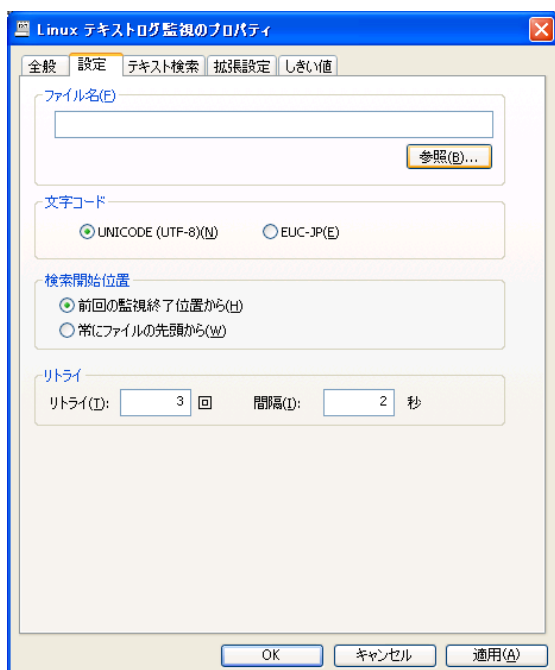 Linux テキストログ監視のプロパティ
全般 設定 テキスト検索 拡張設定 しきい値
ファイル名(F)
参照(B)...
文字コード
UNICODE (UTF-8)(N) EUC-JP(E)
検索開始位置
前回の監視終了位置から(H)
常にファイルの先頭から(W)
リトライ
リトライ(T): 3 回 間隔(I): 2 秒
OK キャンセル 適用(A)